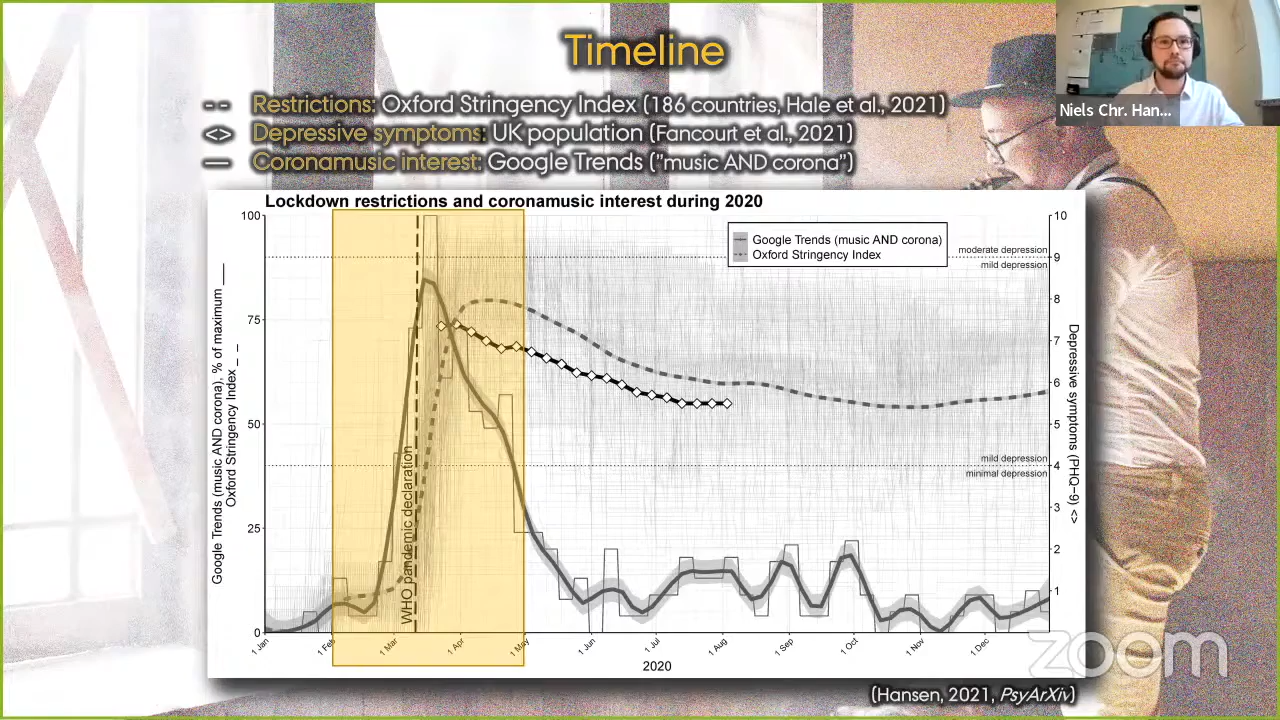 Timeline
Niels Chr. Han...
-- Restrictions: Oxford Stringency Index (186 countries, Hale et al., 2021)
<> Depressive symptoms: UK population (Fancourt et al., 2021)
— Coronamusic interest: Google Trends ("music AND corona")
Lockdown restrictions and coronamusic interest during 2020
100
75
50
25
0
Google Trends (music AND corona), % of maximum ___
Oxford Stringency Index _ _
WHO pandemic declaration
Google Trends (music AND corona)
Oxford Stringency Index
moderate depression
mild depression
mild depression
minimal depression
10
9
8
7
6
5
4
3
2
1
Depressive symptoms (PHQ-9) <>
1 Jan
1 Feb
1 Mar
1 Apr
1 May
1 Jun
1 Jul
1 Aug
1 Sep
1 Oct
1 Nov
1 Dec
2020
zoom
(Hansen, 2021, PsyArXiv)